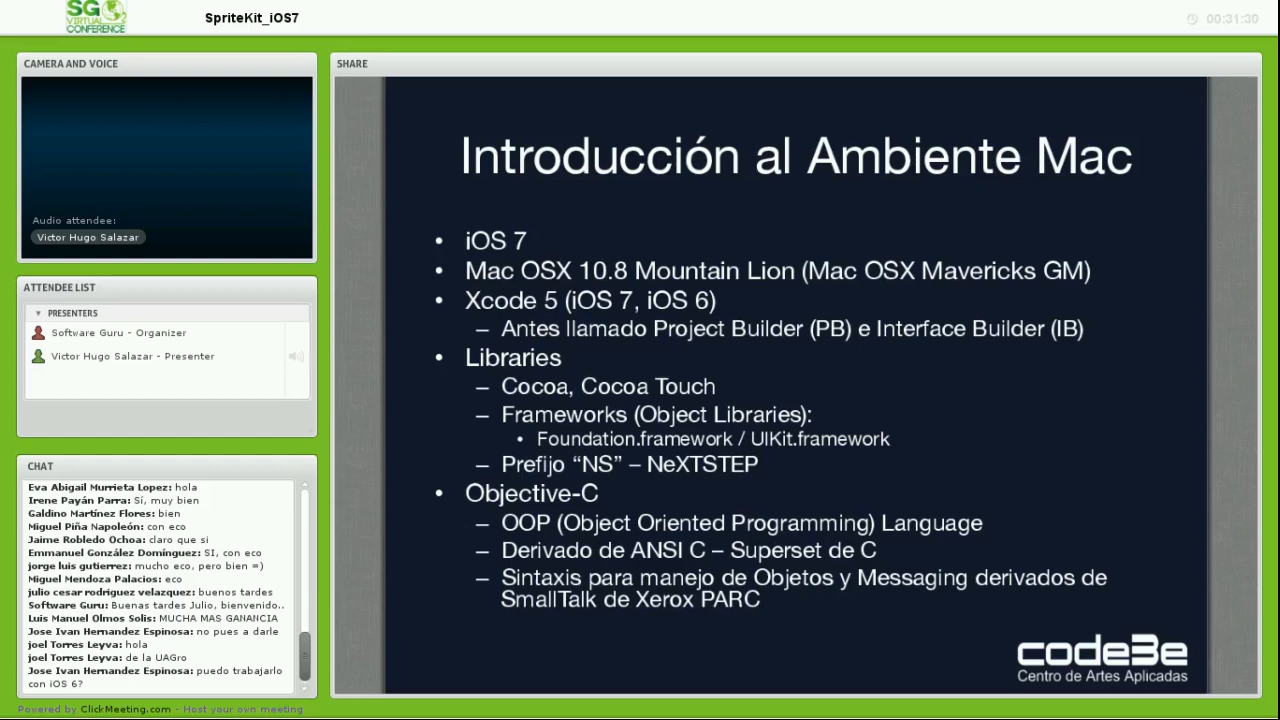 SG
VIRTUAL
CONFERENCE
SpriteKit_iOS7
00:31:30
CAMERA AND VOICE
Audio attendee:
Victor Hugo Salazar
ATTENDEE LIST
PRESENTERS
Software Guru - Organizer
Victor Hugo Salazar - Presenter
CHAT
Eva Abigail Murrieta Lopez: hola
Irene Payán Parra: Sí, muy bien
Galdino Martínez Flores: bien
Miguel Piña Napoleón: con eco
Jaime Robledo Ochoa: claro que si
Emmanuel González Domínguez: SI, con eco
jorge luis gutierrez: mucho eco, pero bien =)
Miguel Mendoza Palacios: eco
julio cesar rodriguez velazquez: buenos tardes
Software Guru: Buenas tardes Julio, bienvenido..
Luis Manuel Olmos Solis: MUCHA MAS GANANCIA
Jose Ivan Hernandez Espinosa: no pues a darle
joel Torres Leyva: hola
joel Torres Leyva: de la UAGro
Jose Ivan Hernandez Espinosa: puedo trabajarlo
con iOS 6?
Powered by ClickMeeting.com - Host your own meeting
SHARE
Introducción al Ambiente Mac
• iOS 7
• Mac OSX 10.8 Mountain Lion (Mac OSX Mavericks GM)
• Xcode 5 (iOS 7, iOS 6)
– Antes llamado Project Builder (PB) e Interface Builder (IB)
• Libraries
– Cocoa, Cocoa Touch
– Frameworks (Object Libraries):
• Foundation.framework / UIKit.framework
– Prefijo “NS” – NeXTSTEP
• Objective-C
– OOP (Object Oriented Programming) Language
– Derivado de ANSI C – Superset de C
– Sintaxis para manejo de Objetos y Messaging derivados de
SmallTalk de Xerox PARC
code3e
Centro de Artes Aplicadas